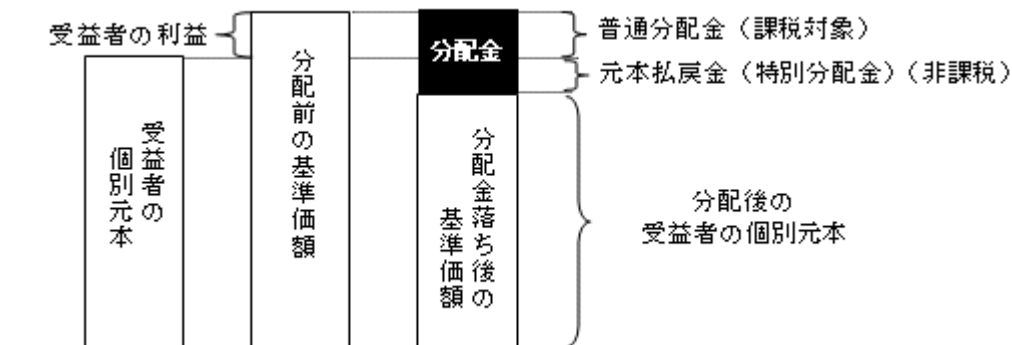 受益者の利益
受益者の
個別元本
分配前の基準価額
分配金
分配金落ち後の
基準価額
普通分配金（課税対象）
元本払戻金（特別分配金）（非課税）
分配後の
受益者の個別元本